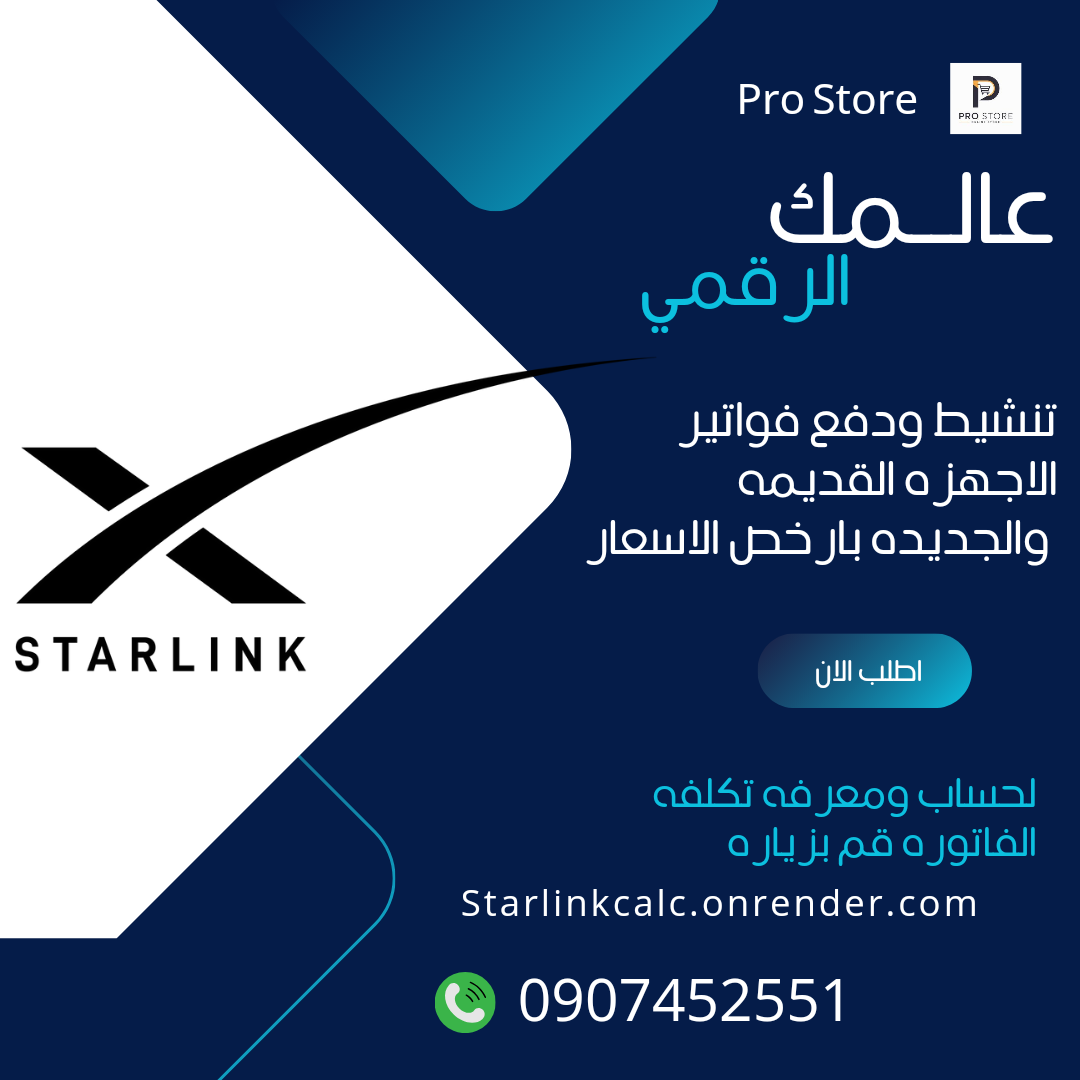 Pro Store
PRO STORE
عالـمك
الرقمي
تنشيط ودفع فواتير
الاجهزه القديمه
والجديده بارخص الاسعار
STARLINK
اطلب الان
لحساب ومعرفه تكلفه
الفاتوره قم بزياره
Starlinkcalc.onrender.com
0907452551